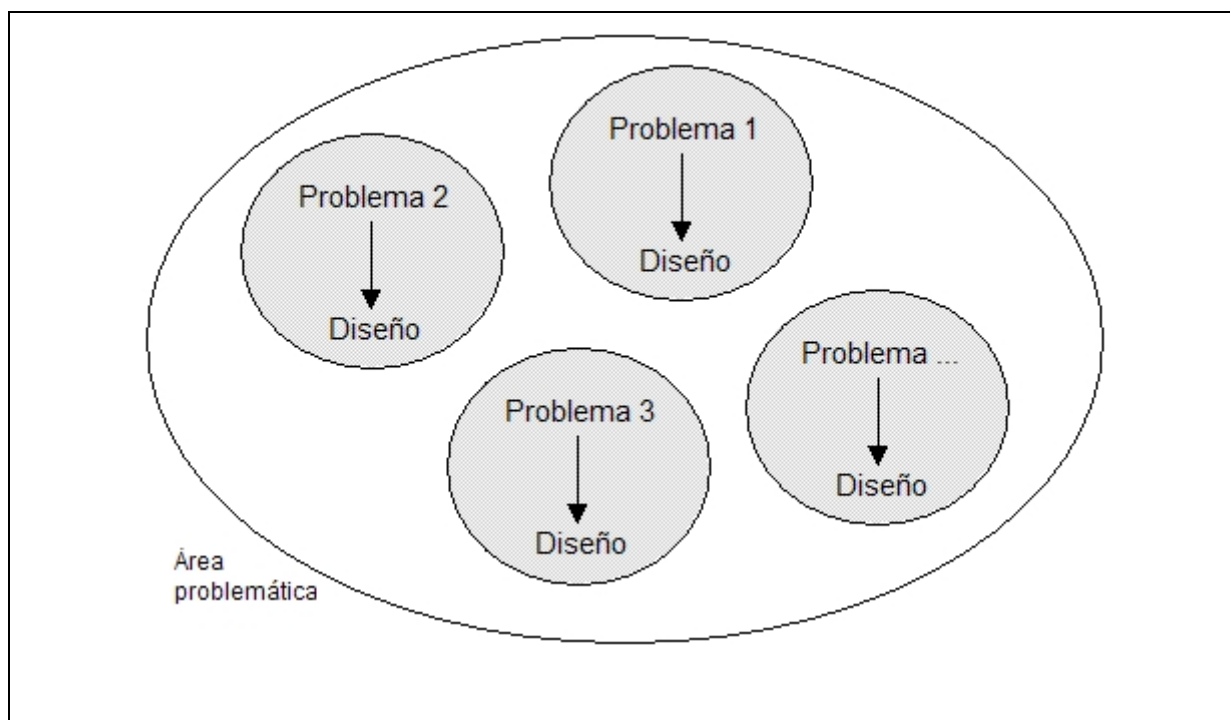 Problema 1
Diseño
Problema 2
Diseño
Problema 3
Diseño
Problema ...
Diseño
Área
problemática